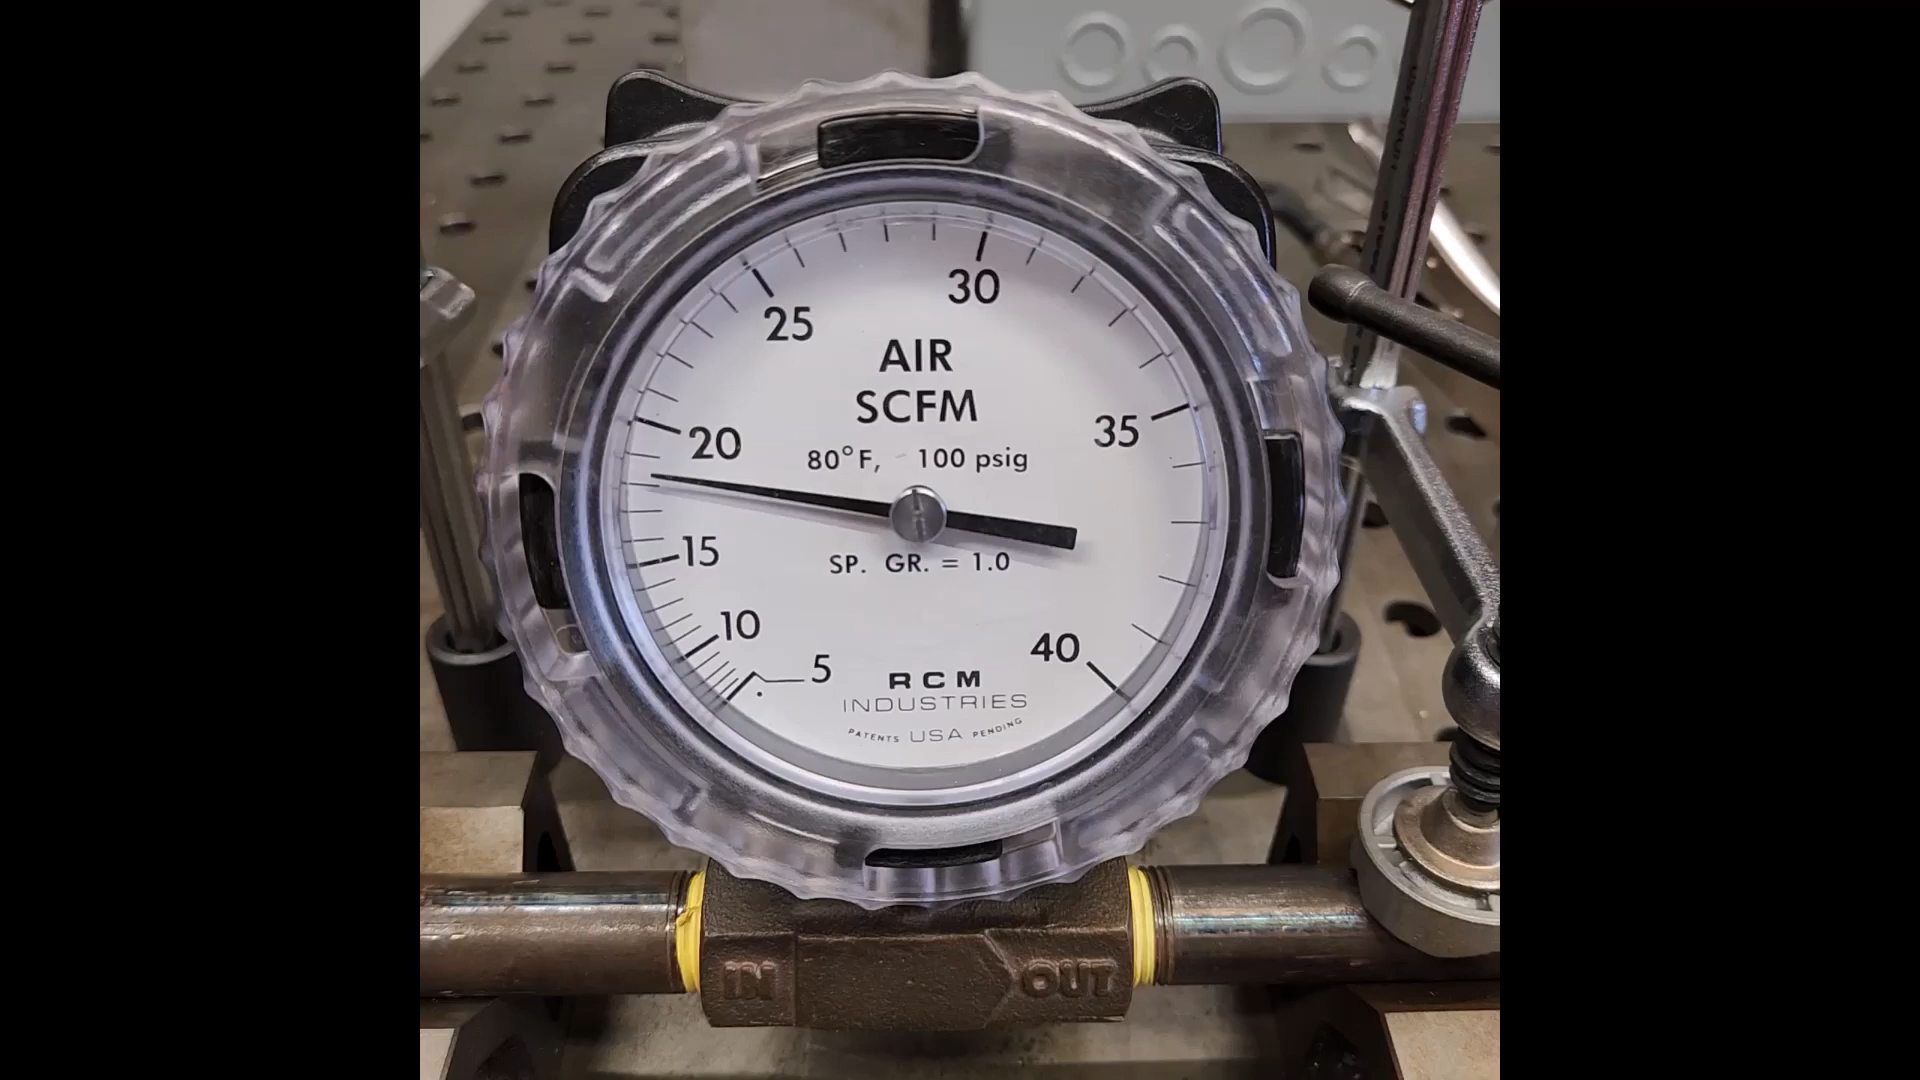 30
25
AIR
SCFM
20
35
80°F, 100 psig
15
SP. GR. = 1.0
10
5
40
RCM
INDUSTRIES
PATENTS USA PENDING
IN
OUT